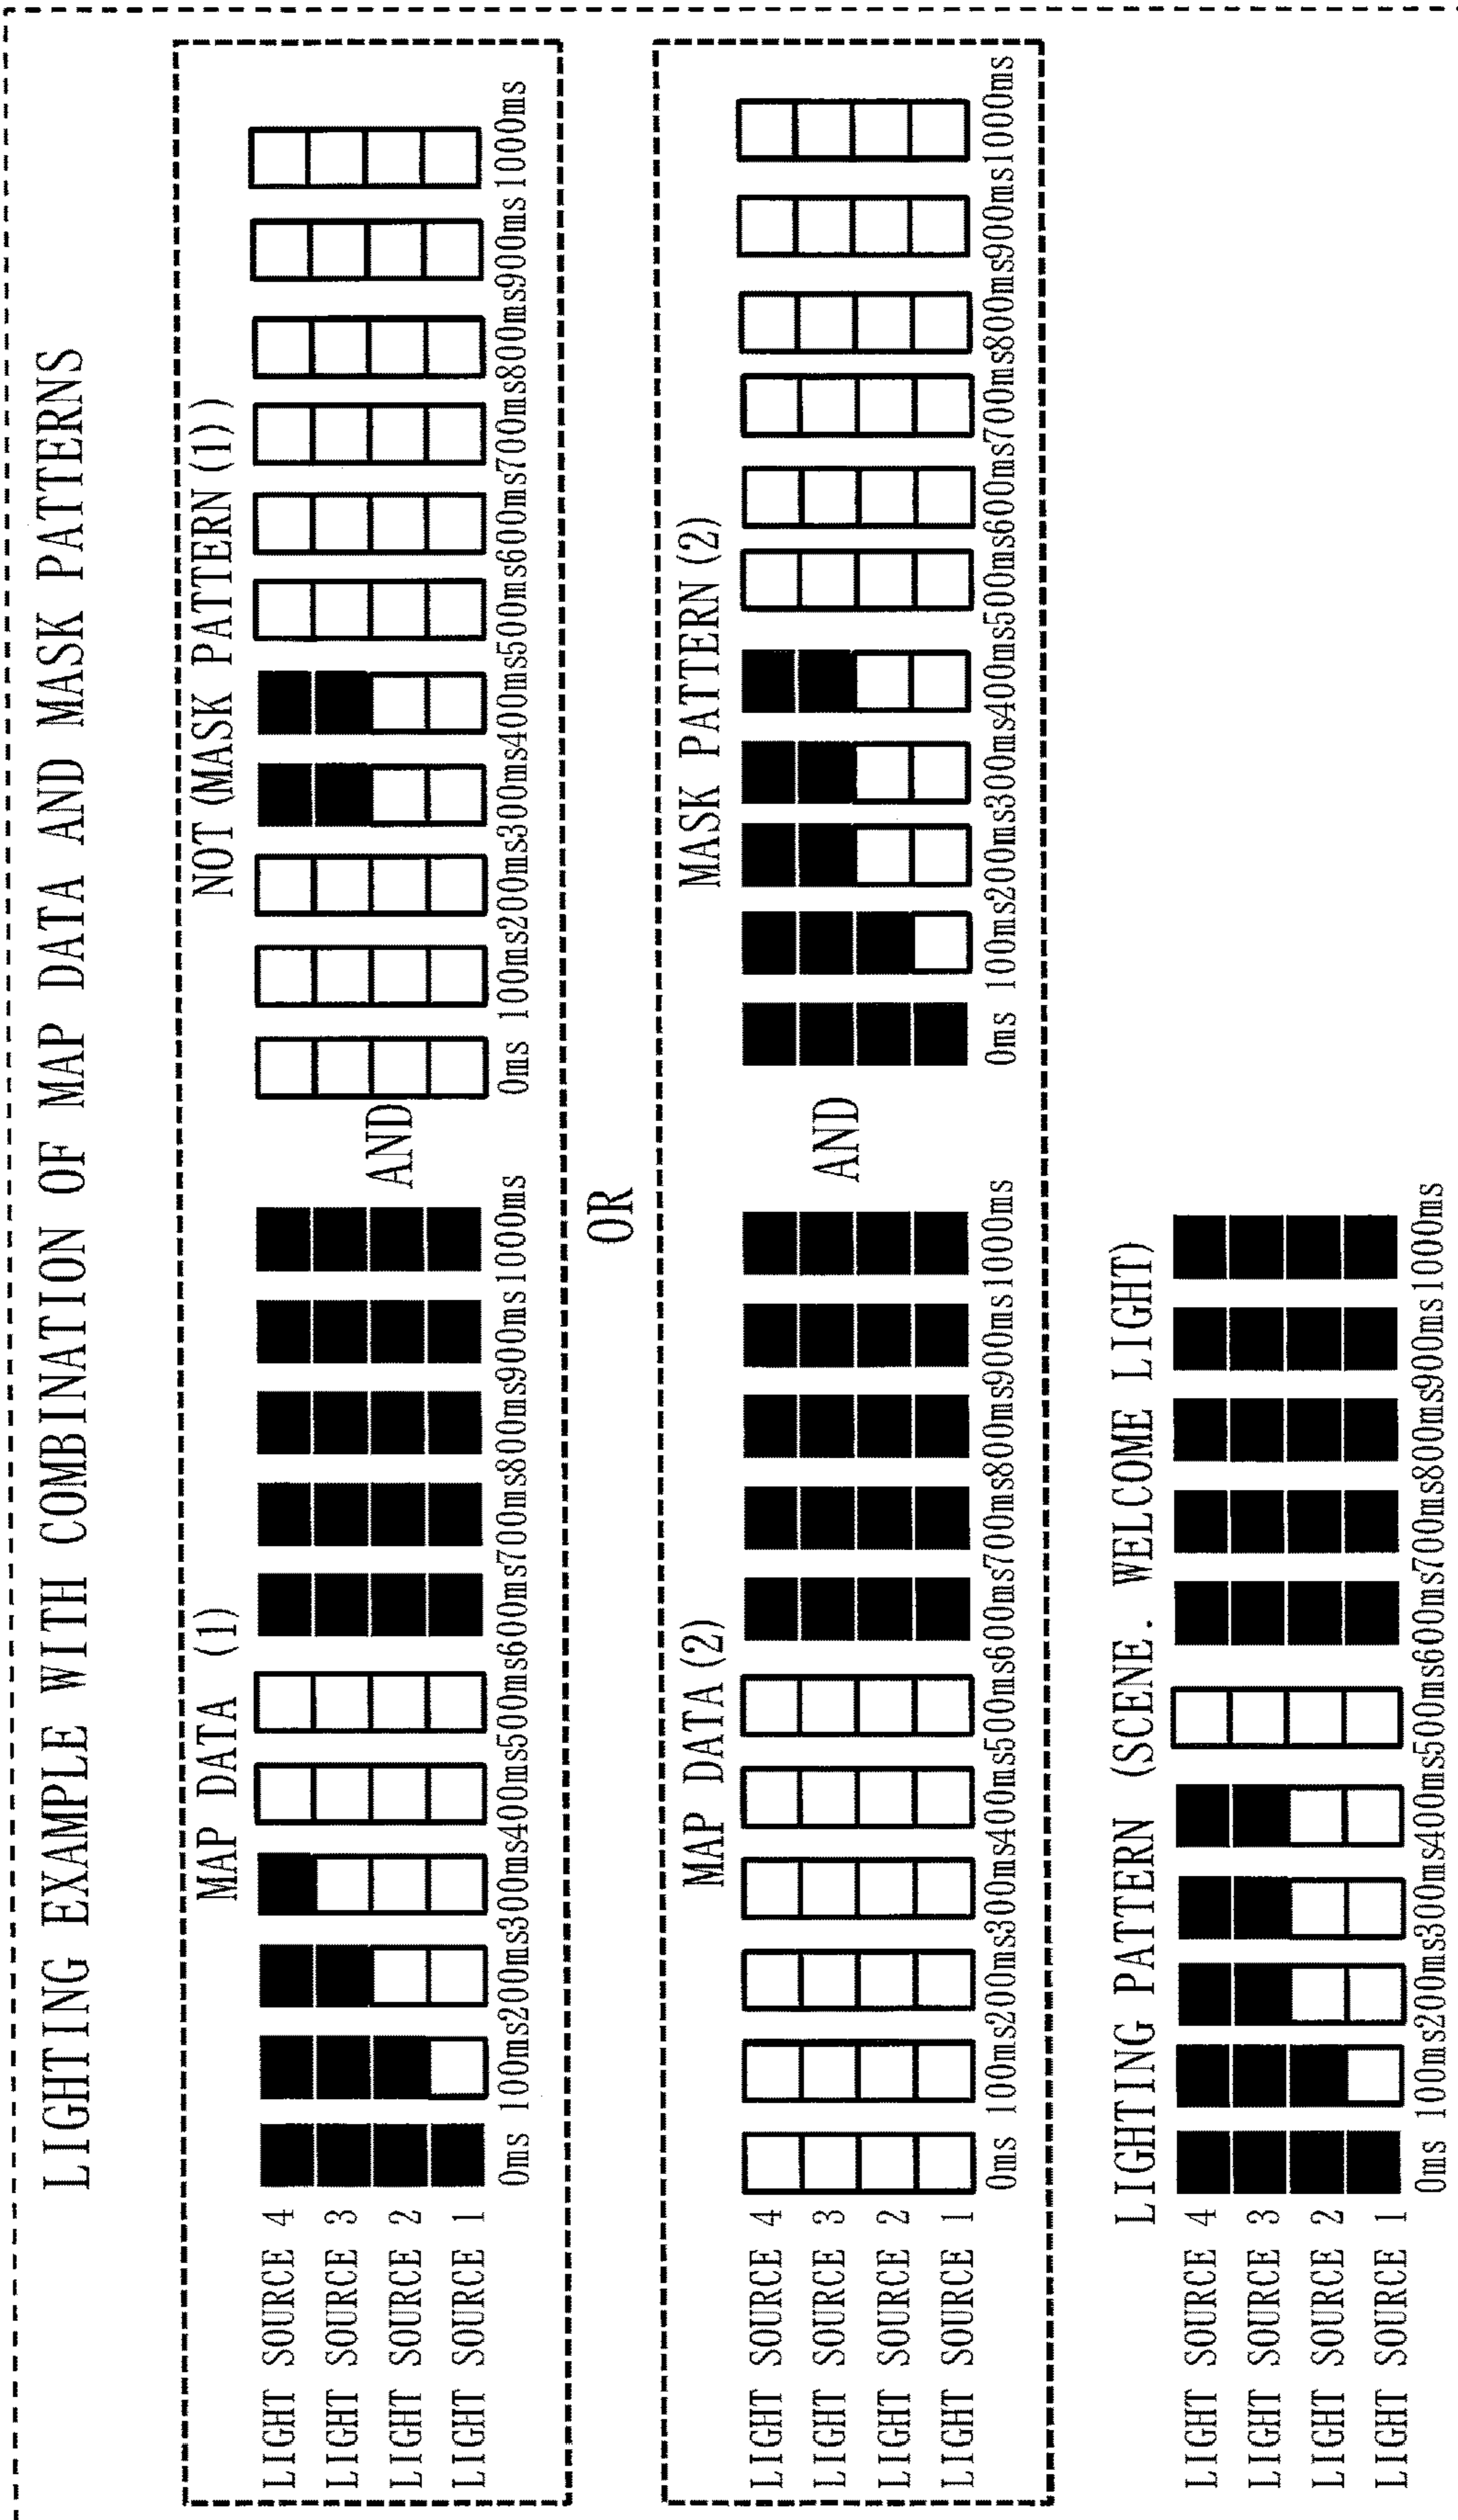 LIGHTING EXAMPLE WITH COMBINATION OF MAP DATA AND MASK PATTERNS
MAP DATA (1)
NOT (MASK PATTERN (1))
LIGHT SOURCE 4
LIGHT SOURCE 3
LIGHT SOURCE 2
LIGHT SOURCE 1
AND
0ms 100ms200ms300ms400ms500ms600ms700ms800ms900ms1000ms
0ms 100ms200ms300ms400ms500ms600ms700ms800ms900ms1000ms
OR
MAP DATA(2)
MASK PATTERN(2)
LIGHT SOURCE 4
LIGHT SOURCE 3
LIGHT SOURCE 2
LIGHT SOURCE 1
AND
0ms 100ms200ms300ms400ms500ms600ms700ms800ms900ms1000ms
0ms 100ms200ms300ms400ms500ms600ms700ms800ms900ms1000ms
LIGHTING PATTERN (SCENE. WELCOME LIGHT)
LIGHT SOURCE 4
LIGHT SOURCE 3
LIGHT SOURCE 2
LIGHT SOURCE 1
0ms 100ms200ms300ms400ms500ms600ms700ms800ms900ms1000ms